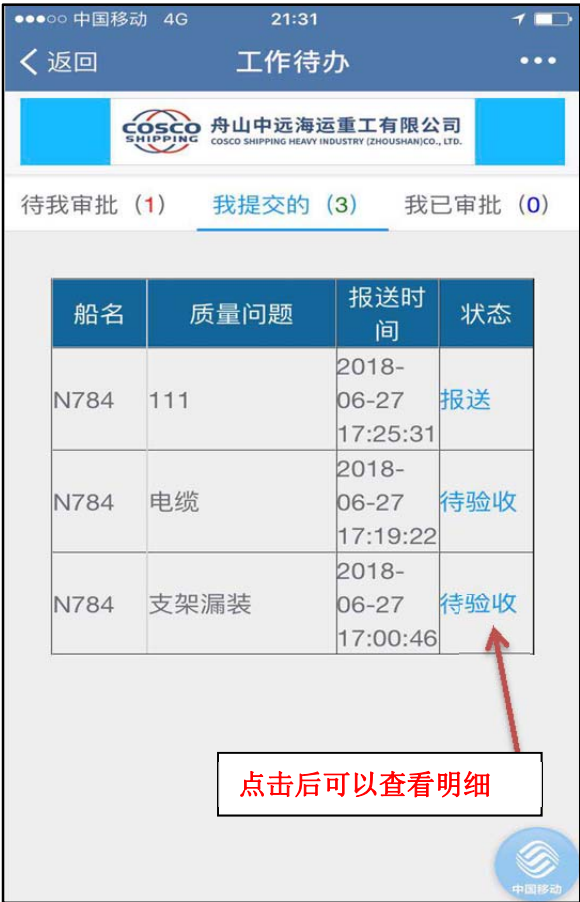 中国移动 4G 21:31
返回 工作待办
COSCO SHIPPING 舟山中远海运重工有限公司
COSCO SHIPPING HEAVY INDUSTRY (ZHOUSHAN)CO., LTD.
待我审批（1） 我提交的（3） 我已审批（0）
船名 质量问题 报送时间 状态
N784 111 2018-06-27 17:25:31 报送
N784 电缆 2018-06-27 17:19:22 待验收
N784 支架漏装 2018-06-27 17:00:46 待验收
点击后可以查看明细
中国移动